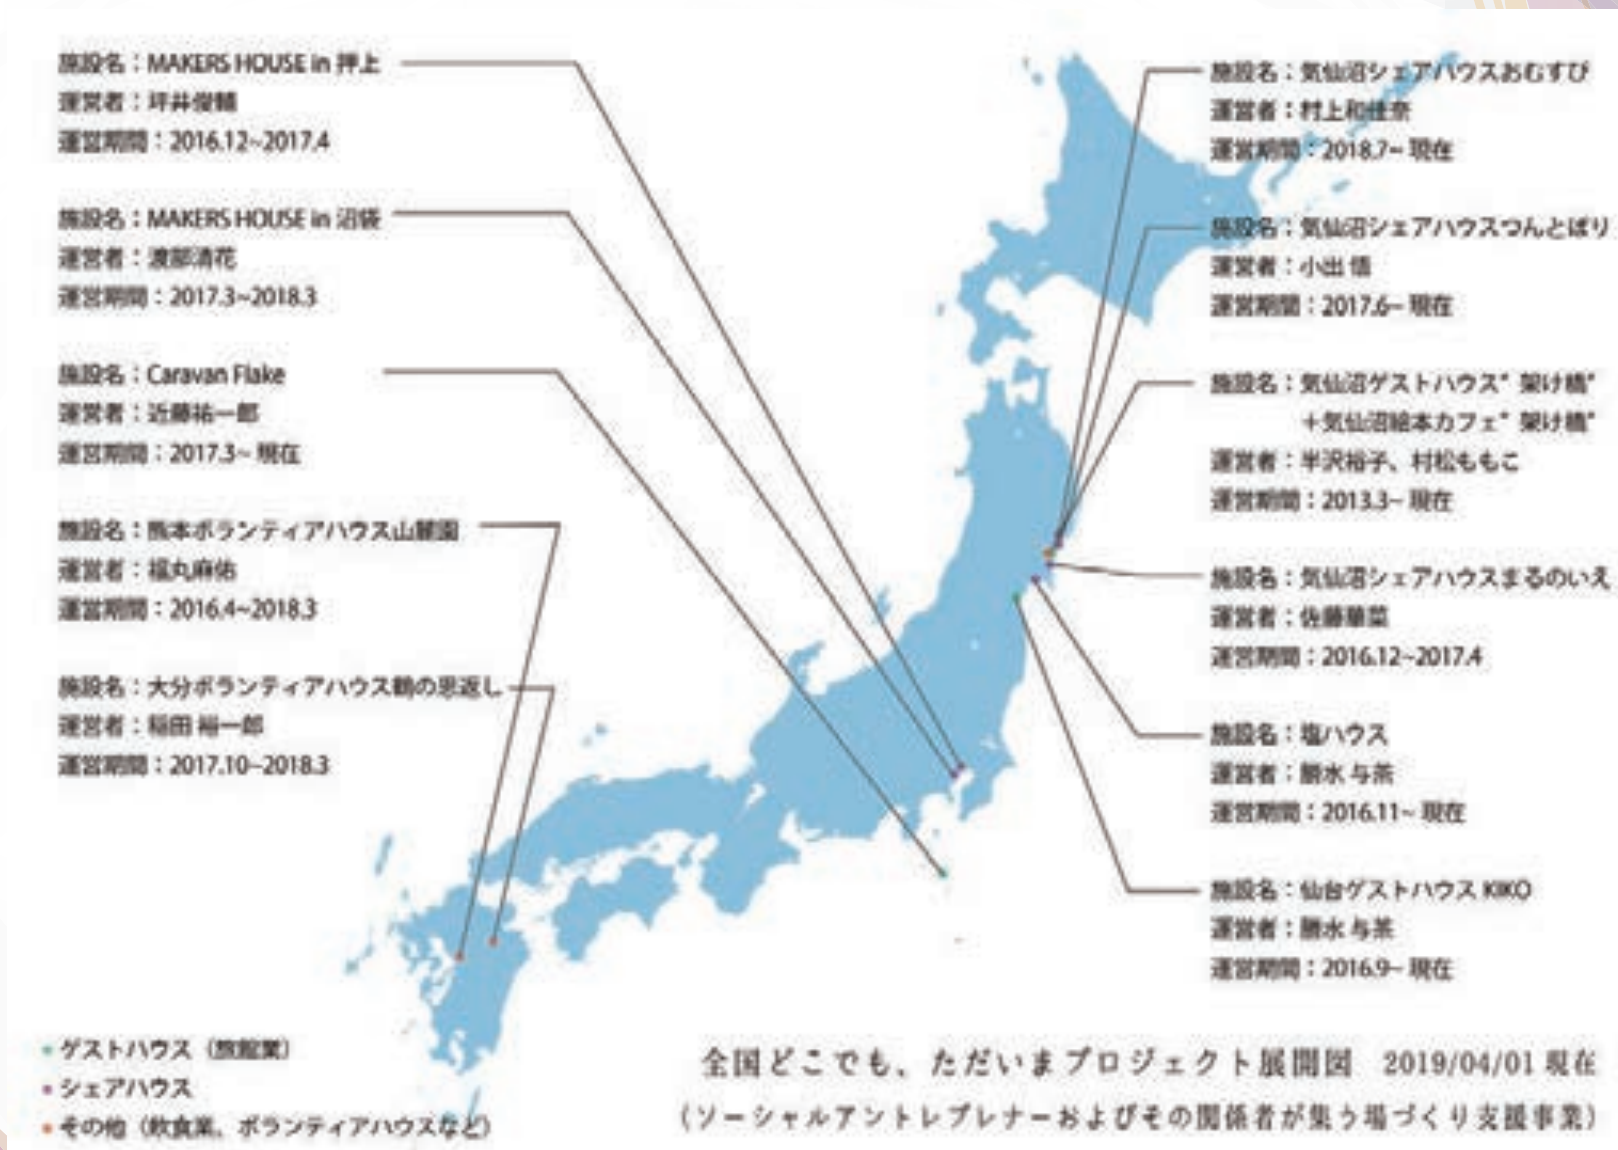 施設名：MAKERS HOUSE in 押上
運営者：坪井俊輔
運営期間：2016.12~2017.4
施設名：MAKERS HOUSE in 沼袋
運営者：渡部清花
運営期間：2017.3~2018.3
施設名：Caravan Flake
運営者：近藤祐一郎
運営期間：2017.3~ 現在
施設名：熊本ボランティアハウス山麓園
運営者：福丸麻佑
運営期間：2016.4~2018.3
施設名：大分ボランティアハウス鶴の恩返し
運営者：稲田 裕一郎
運営期間：2017.10~2018.3
施設名：気仙沼シェアハウスおむすび
運営者：村上和佳奈
運営期間：2018.7~ 現在
施設名：気仙沼シェアハウスつんとばり
運営者：小出 悟
運営期間：2017.6~ 現在
施設名：気仙沼ゲストハウス" 架け橋"
＋気仙沼絵本カフェ" 架け橋"
運営者：半沢裕子、村松ももこ
運営期間：2013.3~ 現在
施設名：気仙沼シェアハウスまるのいえ
運営者：佐藤華菜
運営期間：2016.12~2017.4
施設名：塩ハウス
運営者：勝水 与茶
運営期間：2016.11~ 現在
施設名：仙台ゲストハウス KIKO
運営者：勝水 与茶
運営期間：2016.9~ 現在
ゲストハウス（旅館業）
シェアハウス
その他（飲食業、ボランティアハウスなど）
全国どこでも、ただいまプロジェクト展開図　2019/04/01 現在
（ソーシャルアントレプレナーおよびその関係者が集う場づくり支援事業）